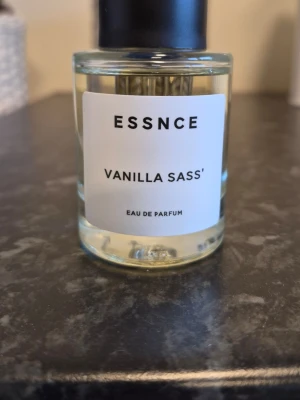 ESSNCE
VANILLA SASS'
EAU DE PARFUM